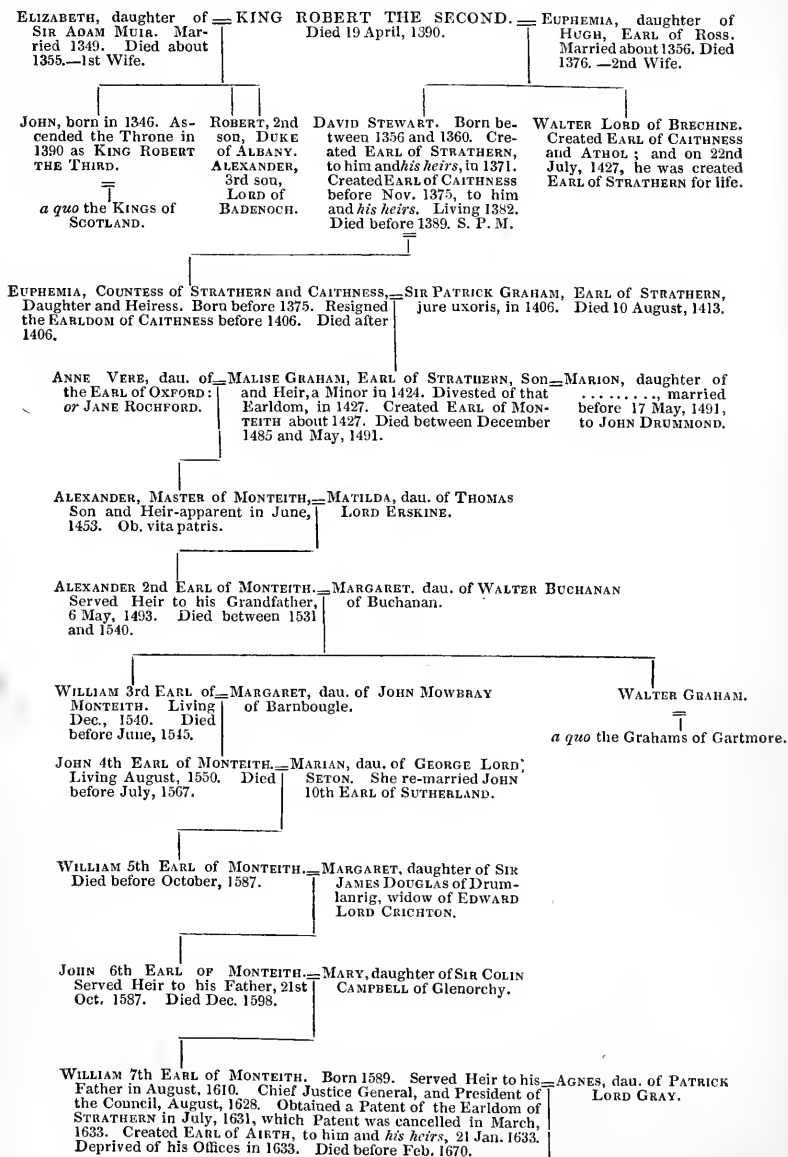 ELIZABETH, daughter of
SIR ADAM MUIR. Mar-
ried 1349. Died about
1355.—1st Wife.
KING ROBERT THE SECOND.
Died 19 April, 1390.
EUPHEMIA, daughter of
HUGH, EARL of ROSS.
Married about 1356. Died
1376. —2nd Wife.
JOHN, born in 1346. As-
cended the Throne in
1390 as KING ROBERT
THE THIRD.
a quo the KINGS of
SCOTLAND.
ROBERT, 2nd
son, DUKE
of ALBANY.
ALEXANDER,
3rd son,
LORD of
BADENOCH.
DAVID STEWART. Born be-
tween 1356 and 1360. Cre-
ated EARL of STRATHERN,
to him and his heirs, in 1371.
Created EARL of CAITHNESS
before Nov. 1375, to him
and his heirs. Living 1382.
Died before 1389. S. P. M.
WALTER LORD of BRECHINE.
Created EARL of CAITHNESS
and ATHOL ; and on 22nd
July, 1427, he was created
EARL of STRATHERN for life.
EUPHEMIA, COUNTESS of STRATHERN and CAITHNESS,
Daughter and Heiress. Born before 1375. Resigned
the EARLDOM of CAITHNESS before 1406. Died after
1406.
SIR PATRICK GRAHAM, EARL of STRATHERN,
jure uxoris, in 1406. Died 10 August, 1413.
ANNE VERE, dau. of
the EARL of OXFORD:
or JANE ROCHFORD.
MALISE GRAHAM, EARL of STRATHERN, Son
and Heir, a Minor in 1424. Divested of that
Earldom, in 1427. Created EARL of MON-
TEITH about 1427. Died between December
1485 and May, 1491.
MARION, daughter of
........., married
before 17 May, 1491,
to JOHN DRUMMOND.
ALEXANDER, MASTER of MONTEITH,
Son and Heir-apparent in June,
1453. Ob. vita patris.
MATILDA, dau. of THOMAS
LORD ERSKINE.
ALEXANDER 2nd EARL of MONTEITH.
Served Heir to his Grandfather,
6 May, 1493. Died between 1531
and 1540.
MARGARET. dau. of WALTER BUCHANAN
of Buchanan.
WILLIAM 3rd EARL of
MONTEITH. Living
Dec., 1540. Died
before June, 1545.
MARGARET, dau. of JOHN MOWBRAY
of Barnbougle.
WALTER GRAHAM.
a quo the Grahams of Gartmore.
JOHN 4th EARL of MONTEITH.
Living August, 1550. Died
before July, 1567.
MARIAN, dau. of GEORGE LORD
SETON. She re-married JOHN
10th EARL of SUTHERLAND.
WILLIAM 5th EARL of MONTEITH.
Died before October, 1587.
MARGARET, daughter of SIR
JAMES DOUGLAS of Drum-
lanrig, widow of EDWARD
LORD CRICHTON.
JOHN 6th EARL OF MONTEITH.
Served Heir to his Father, 21st
Oct. 1587. Died Dec. 1598.
MARY, daughter of SIR COLIN
CAMPBELL of Glenorchy.
WILLIAM 7th EARL of MONTEITH. Born 1589. Served Heir to his
Father in August, 1610. Chief Justice General, and President of
the Council, August, 1628. Obtained a Patent of the Earldom of
STRATHERN in July, 1631, which Patent was cancelled in March,
1633. Created EARL of AIRTH, to him and his heirs, 21 Jan. 1633.
Deprived of his Offices in 1633. Died before Feb. 1670.
AGNES, dau. of PATRICK
LORD GRAY.